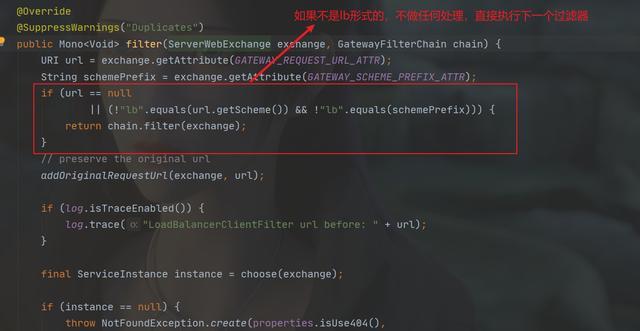 @Override
如果不是lb形式的，不做任何处理，直接执行下一个过滤器
@SuppressWarnings("Duplicates")
public Mono<Void> filter(ServerWebExchange exchange, GatewayFilterChain chain) {
URI url = exchange.getAttribute(GATEWAY_REQUEST_URL_ATTR);
String schemePrefix = exchange.getAttribute(GATEWAY_SCHEME_PREFIX_ATTR);
if (url == null
|| (!"lb".equals(url.getScheme()) && !"lb".equals(schemePrefix))) {
return chain.filter(exchange);
}
// preserve the original url
addOriginalRequestUrl(exchange, url);
if (log.isTraceEnabled()) {
log.trace( o: "LoadBalancerClientFilter url before: " + url);
}
final ServiceInstance instance = choose(exchange);
if (instance == null) {
throw NotFoundException.create(properties.isUse404(),